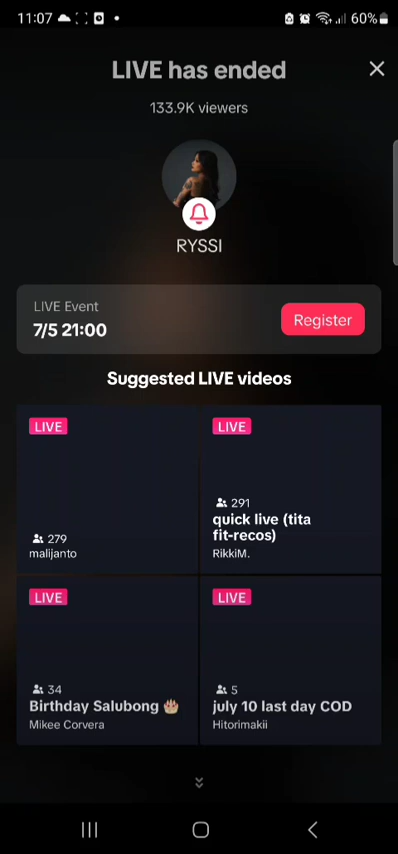 11:07
60%
LIVE has ended
133.9K viewers
RYSSI
LIVE Event
7/5 21:00
Register
Suggested LIVE videos
LIVE
279
malijanto
LIVE
291
quick live (tita
fit-recos)
RikkiM.
LIVE
34
Birthday Salubong 🎂
Mikee Corvera
LIVE
5
july 10 last day COD
Hitorimakii